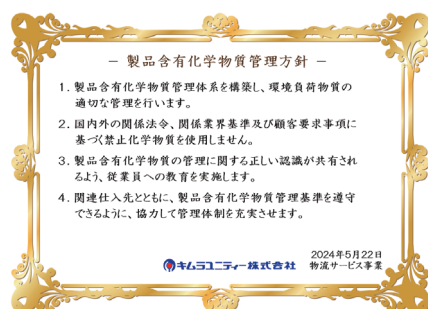 ― 製品含有化学物質管理方針 ―
1. 製品含有化学物質管理体系を構築し、環境負荷物質の
適切な管理を行います。
2. 国内外の関係法令、関係業界基準及び顧客要求事項に
基づく禁止化学物質を使用しません。
3. 製品含有化学物質の管理に関する正しい認識が共有され
るよう、従業員への教育を実施します。
4. 関連仕入先とともに、製品含有化学物質管理基準を遵守
できるように、協力して管理体制を充実させます。
2024年5月22日
キムラユニティー株式会社 物流サービス事業